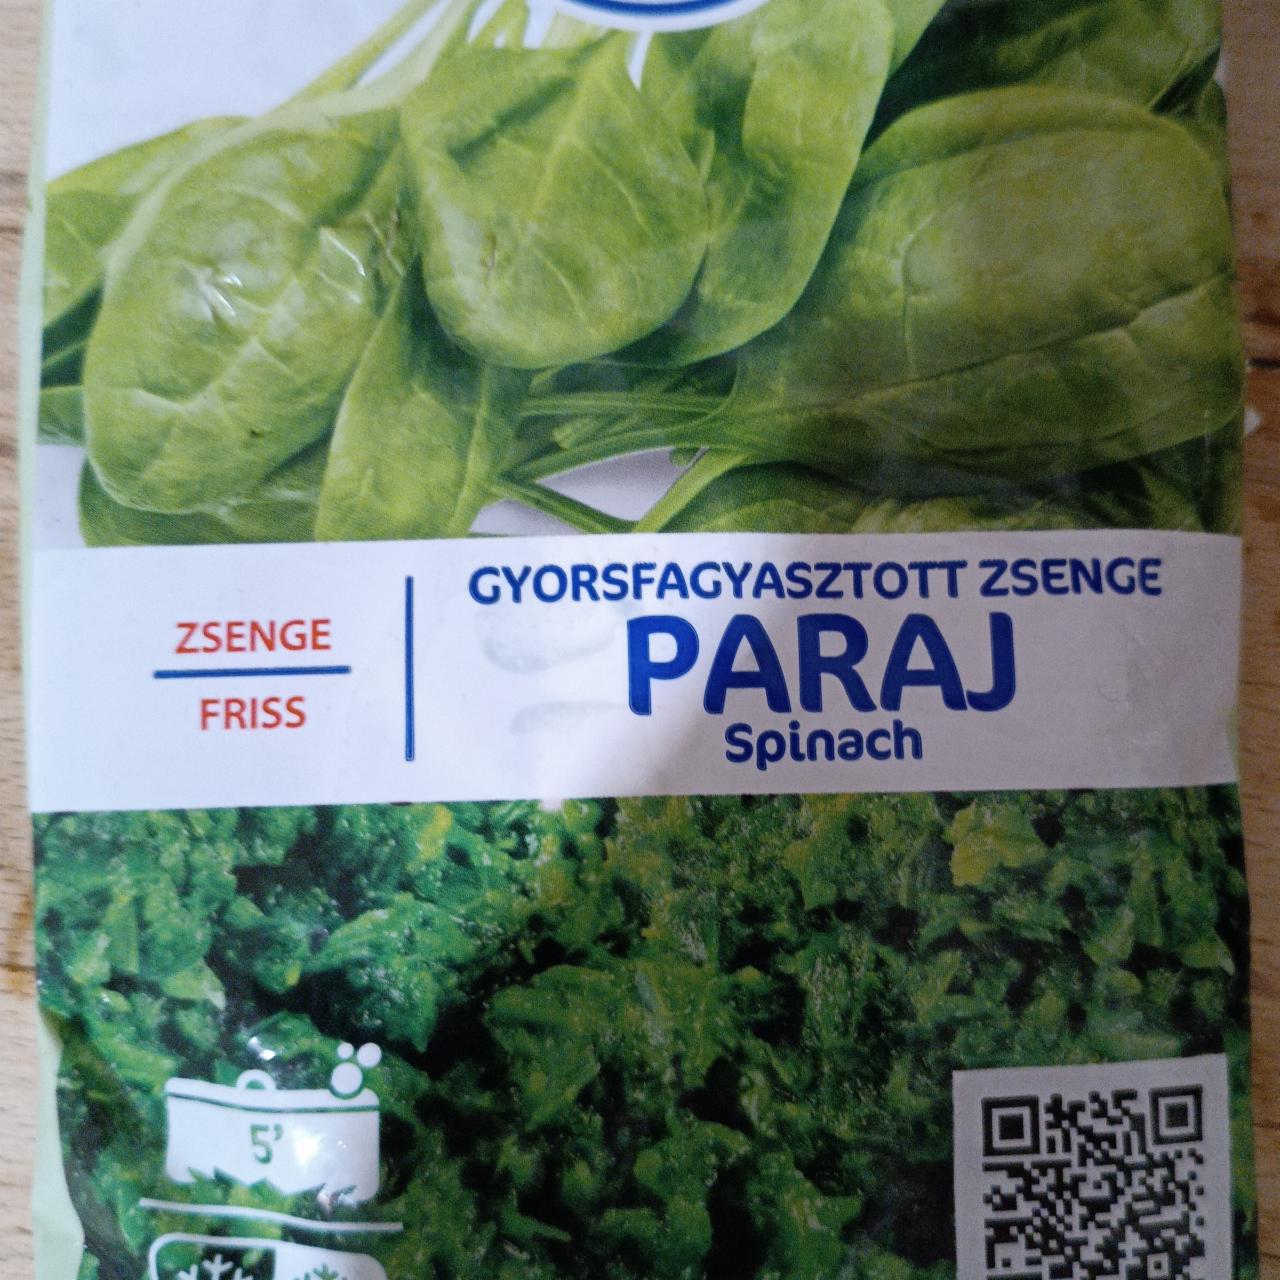 ZSENGE
FRISS
GYORSFAGYASZTOTT ZSENGE
PARAJ
Spinach
5'